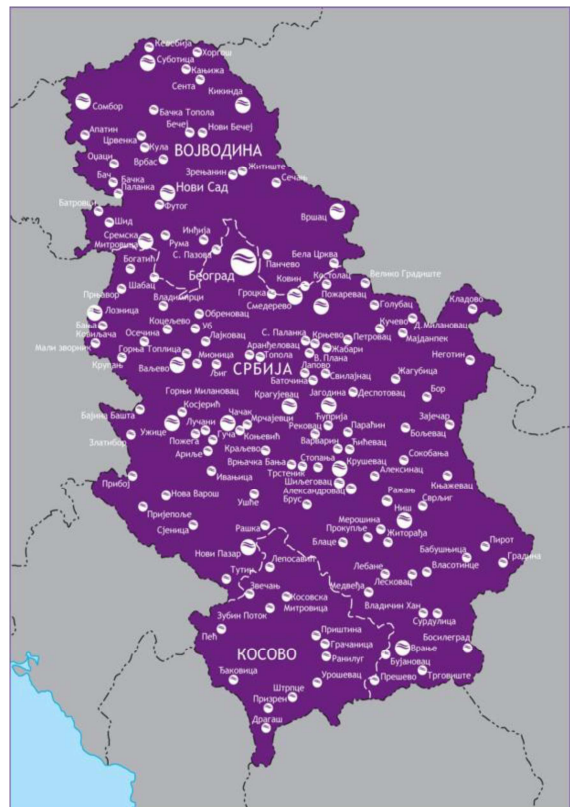 Келебија
Хоргош
Суботица
Кањижа
Сента
Кикинда
Сомбор
Бачка Топола
Бечеј
Нови Бечеј
Апатин
Црвенка
Кула
ВОЈВОДИНА
Оџаци
Врбас
Зрењанин
Житиште
Сечањ
Бач
Бачка
Паланка
Нови Сад
Футог
Батровци
Вршац
Шид
Сремска
Митровица
Рума
Инђија
С. Пазова
Панчево
Бела Црква
Богатић
Београд
Ковин
Костолац
Велико Градиште
Шабац
Прњавор
Владимирци
Гроцка
Смедерево
Пожаревац
Голубац
Кладово
Лозница
Обреновац
Бања
Ковиљача
Коцељево
Уб
Кучево
Д. Милановац
Мали зворник
Осечина
Лајковац
С. Паланка
Крњево
Петровац
Мајданпек
Горња Топлица
Аранђеловац
Жабари
Неготин
Крупањ
Мионица
Топола
В. Плана
Ваљево
Љиг
СРБИЈА
Лапово
Свилајнац
Жагубица
Баточина
Горњи Милановац
Крагујевац
Јагодина
Деспотовац
Бор
Бајина Башта
Косјерић
Чачак
Мрчајевци
Ћуприја
Зајечар
Ужице
Лучани
Рековац
Параћин
Бољевац
Златибор
Пожега
Гуча
Коњевић
Варварин
Ћићевац
Ариље
Краљево
Стопања
Врњачка Бања
Крушевац
Сокобања
Трстеник
Прибој
Ивањица
Шиљеговац
Алексинац
Књажевац
Александровац
Нова Варош
Ушће
Брус
Ражањ
Сврљиг
Пријепоље
Ниш
Сјеница
Рашка
Мерошина
Прокупље
Блаце
Житорађа
Пирот
Нови Пазар
Бабушница
Градина
Лепосавић
Лебане
Тутин
Власотинце
Лесковац
Звечан
Медвеђа
Косовска
Митровица
Владичин Хан
Зубин Поток
Сурдулица
Пећ
Приштина
Босилеград
Грачаница
Врање
КОСОВО
Ранилуг
Бујановац
Ђаковица
Урошевац
Прешево
Трговиште
Штрпце
Призрен
Драгаш